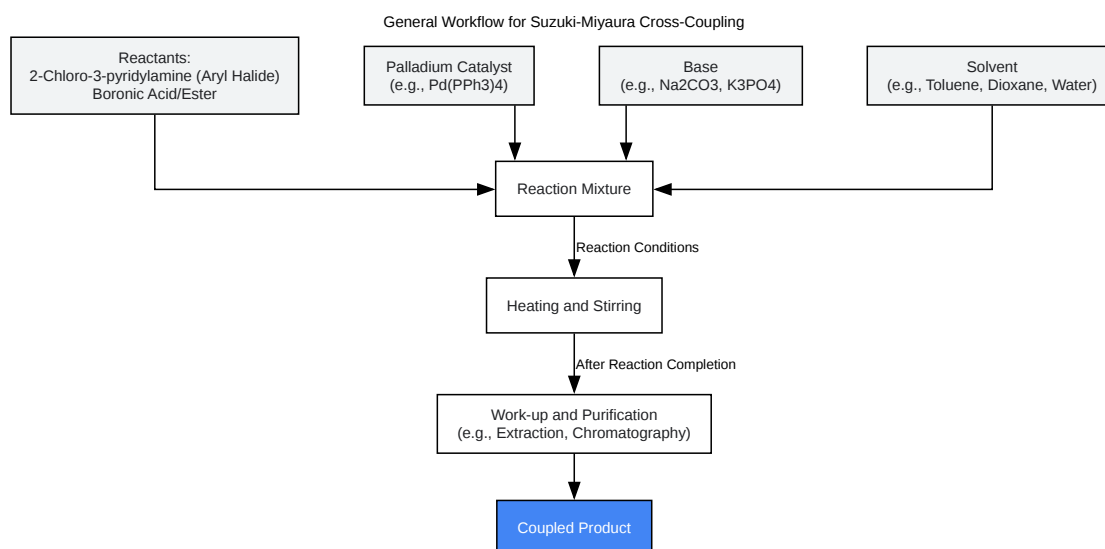 General Workflow for Suzuki-Miyaura Cross-Coupling
Reactants:
2-Chloro-3-pyridylamine (Aryl Halide)
Boronic Acid/Ester
Palladium Catalyst
(e.g., Pd(PPh3)4)
Base
(e.g., Na2CO3, K3PO4)
Solvent
(e.g., Toluene, Dioxane, Water)
Reaction Mixture
Reaction Conditions
Heating and Stirring
After Reaction Completion
Work-up and Purification
(e.g., Extraction, Chromatography)
Coupled Product